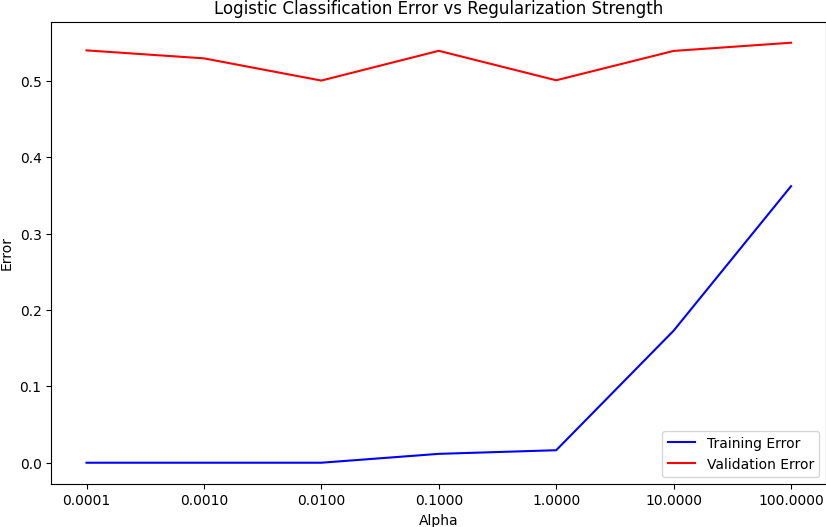 Logistic Classification Error vs Regularization Strength
Error
0.5
0.4
0.3
0.2
0.1
0.0
Training Error
Validation Error
0.0001 0.0010 0.0100 0.1000 1.0000 10.0000 100.0000
Alpha